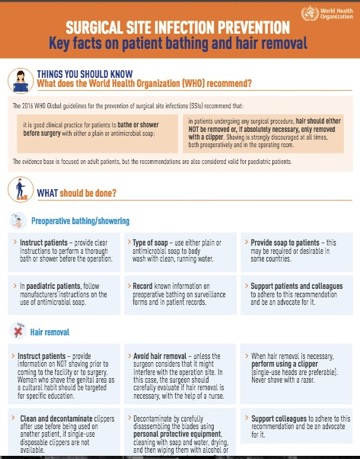 World Health
Organization
SURGICAL SITE INFECTION PREVENTION
Key facts on patient bathing and hair removal
THINGS YOU SHOULD KNOW
What does the World Health Organization (WHO) recommend?
The 2016 WHO Global guidelines for the prevention of surgical site infections (SSIs) recommend that:
it is good clinical practice for patients to bathe or shower
before surgery with either a plain or antimicrobial soap;
in patients undergoing any surgical procedure, hair should either
NOT be removed or, if absolutely necessary, only removed
with a clipper. Shaving is strongly discouraged at all times,
both preoperatively and in the operating room.
The evidence base is focused on adult patients, but the recommendations are also considered valid for paediatric patients.
WHAT should be done?
Preoperative bathing/showering
> Instruct patients – provide clear
instructions to perform a thorough
bath or shower before the operation.
> Type of soap – use either plain or
antimicrobial soap to body
wash with clean, running water.
> Provide soap to patients – this
may be required or desirable in
some countries.
> In paediatric patients, follow
manufacturers instructions on the
use of antimicrobial soap.
> Record known information on
preoperative bathing on surveillance
forms and in patient records.
> Support patients and colleagues
to adhere to this recommendation
and be an advocate for it.
Hair removal
> Instruct patients – provide
information on NOT shaving prior to
coming to the facility or to surgery.
Woman who shave the genital area as
a cultural habit should be targeted
for specific education.
> Avoid hair removal – unless the
surgeon considers that it might
interfere with the operation site. In
this case, the surgeon should
carefully evaluate if hair removal is
necessary, with the help of a nurse.
> When hair removal is necessary,
perform using a clipper
(single-use heads are preferable).
Never shave with a razor.
> Clean and decontaminate clippers
after use before being used on
another patient, if single-use
disposable clippers are not
available.
> Decontaminate by carefully
disassembling the blades using
personal protective equipment,
cleaning with soap and water, drying,
and then wiping them with alcohol or
> Support colleagues to adhere to this
recommendation and be an advocate
for it.